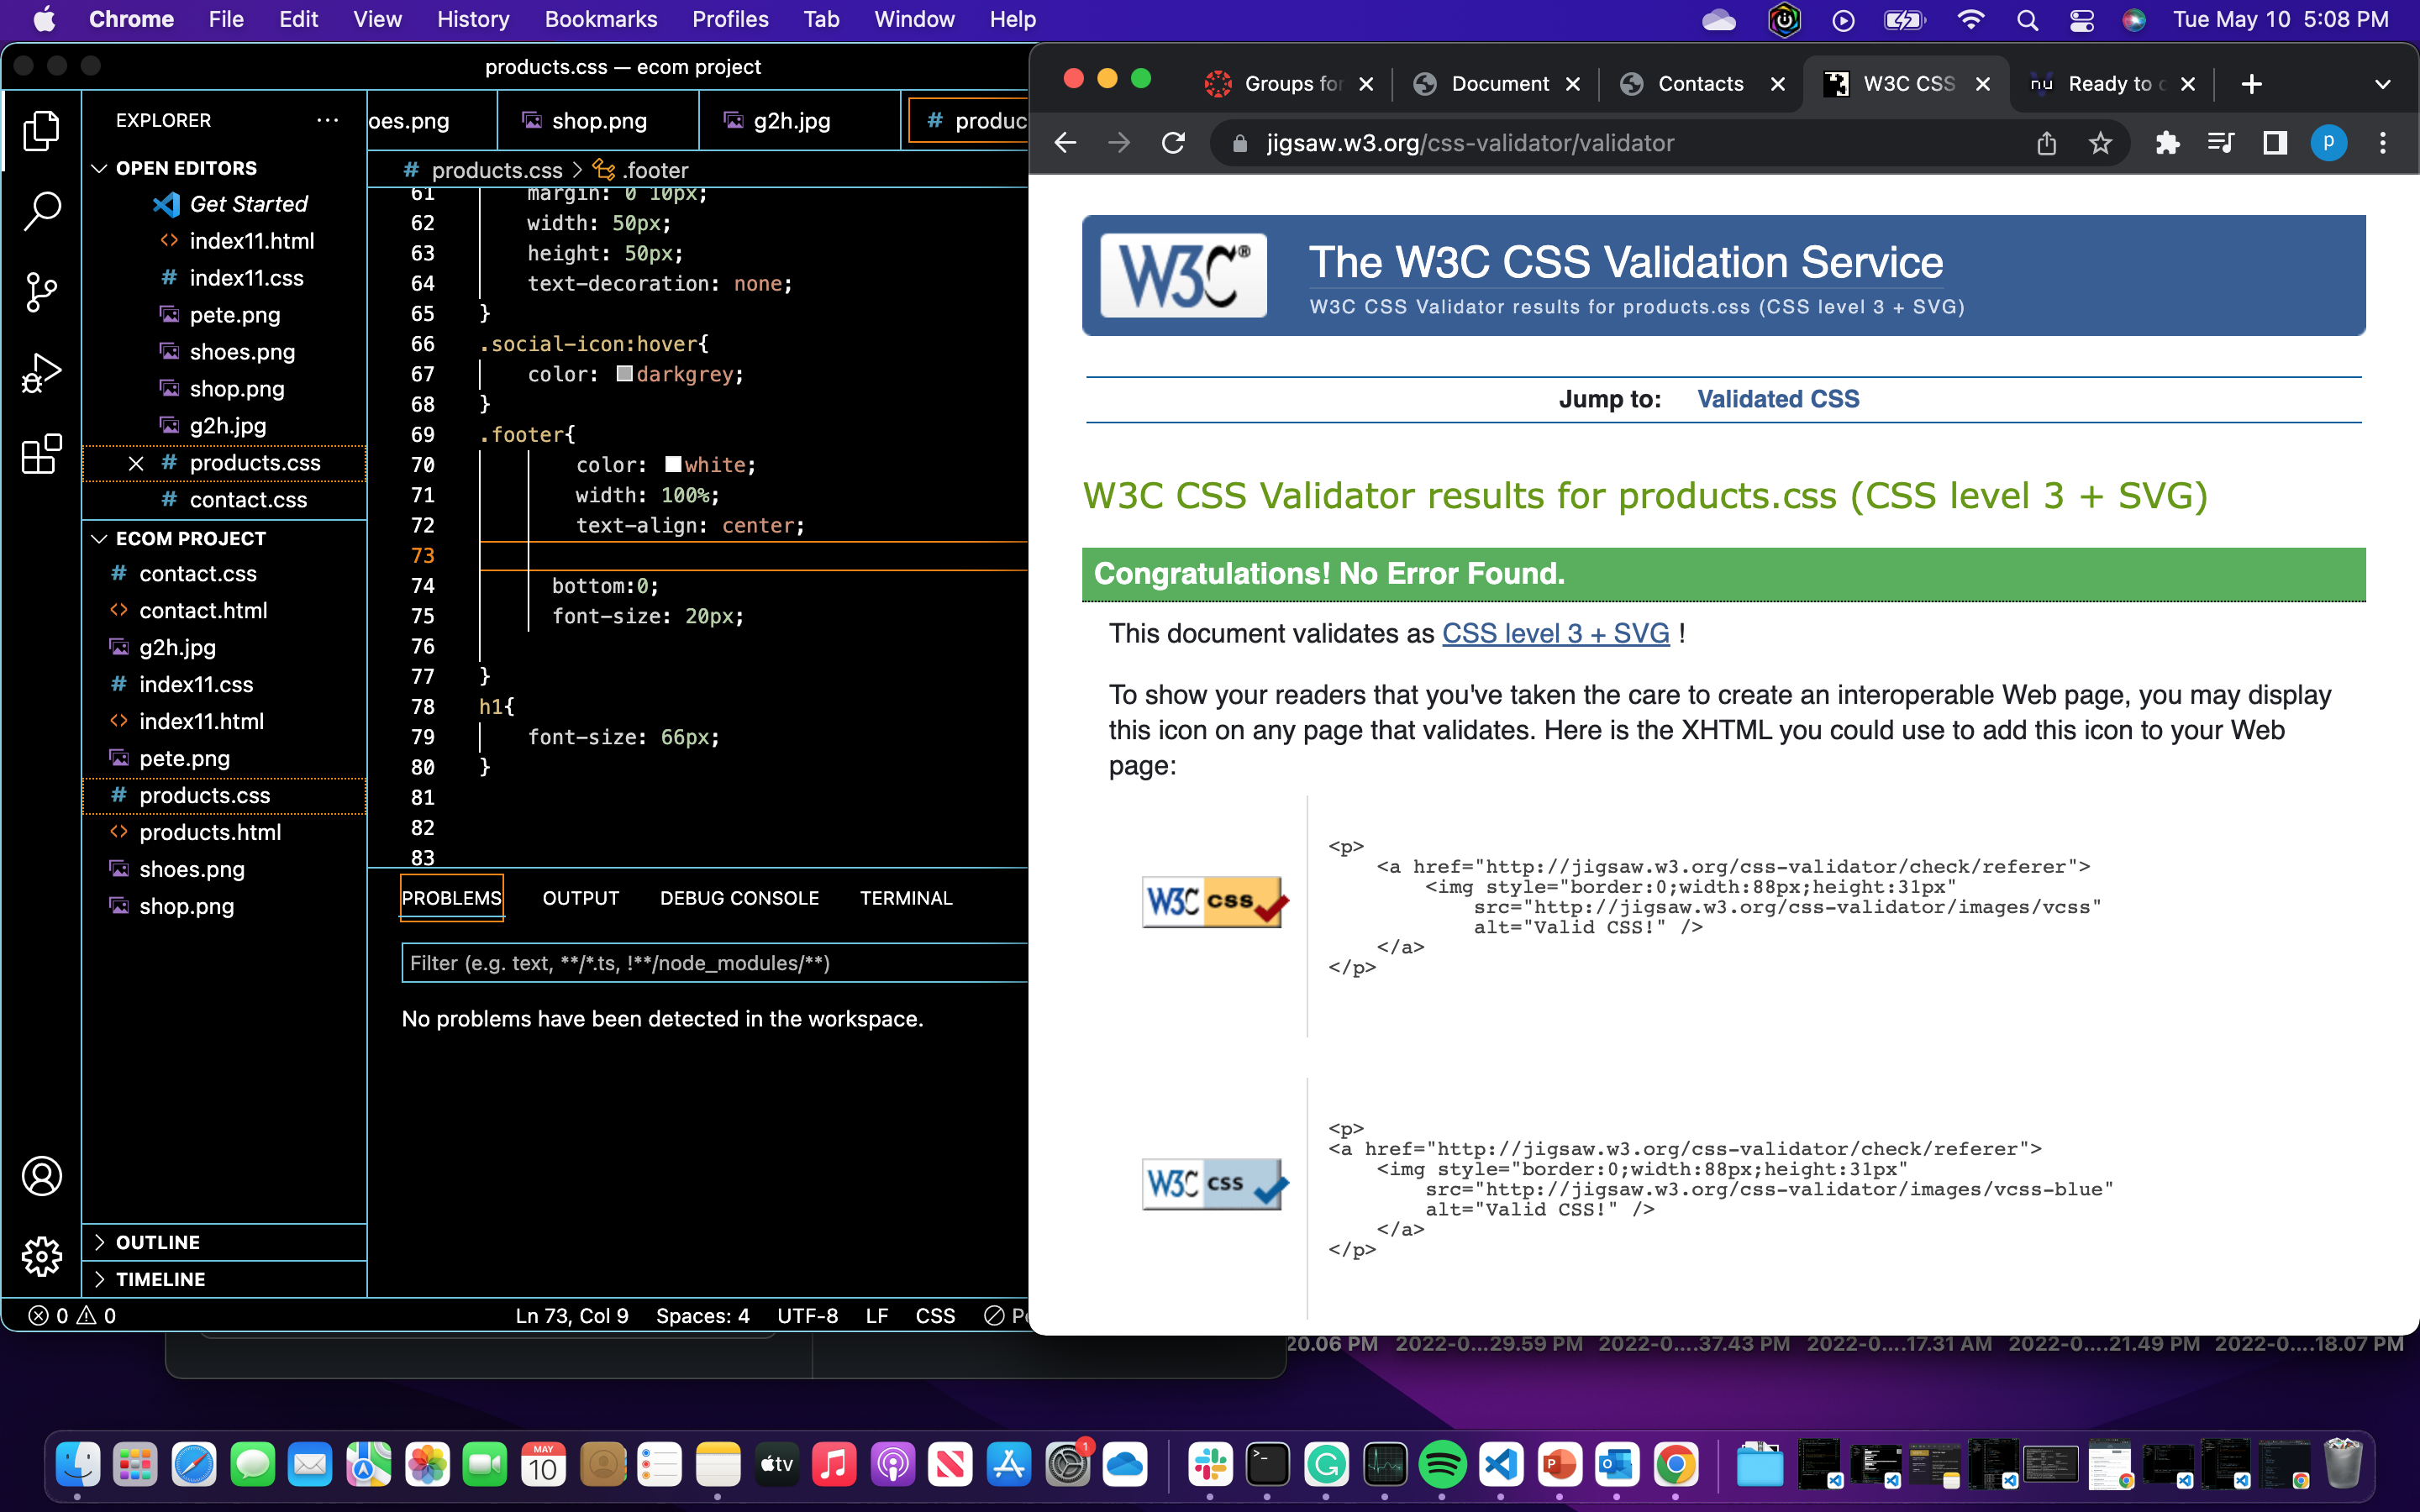 Chrome File Edit View History Bookmarks Profiles Tab Window Help
Tue May 10 5:08 PM
products.css — ecom project
EXPLORER
OPEN EDITORS
Get Started
index11.html
index11.css
pete.png
shoes.png
shop.png
g2h.jpg
products.css
contact.css
ECOM PROJECT
contact.css
contact.html
g2h.jpg
index11.css
index11.html
pete.png
products.css
products.html
shoes.png
shop.png
OUTLINE
TIMELINE
oes.png shop.png g2h.jpg # produc
# products.css > .footer
61 margin: 0 10px;
62 width: 50px;
63 height: 50px;
64 text-decoration: none;
65 }
66 .social-icon:hover{
67 color: darkgrey;
68 }
69 .footer{
70 color: white;
71 width: 100%;
72 text-align: center;
73
74 bottom:0;
75 font-size: 20px;
76
77 }
78 h1{
79 font-size: 66px;
80 }
81
82
83
PROBLEMS OUTPUT DEBUG CONSOLE TERMINAL
Filter (e.g. text, **/*.ts, !**/node_modules/**)
No problems have been detected in the workspace.
0 0 Ln 73, Col 9 Spaces: 4 UTF-8 LF CSS
Groups for Document Contacts W3C CSS nu Ready to c
jigsaw.w3.org/css-validator/validator
p
W3C®
The W3C CSS Validation Service
W3C CSS Validator results for products.css (CSS level 3 + SVG)
Jump to: Validated CSS
W3C CSS Validator results for products.css (CSS level 3 + SVG)
Congratulations! No Error Found.
This document validates as CSS level 3 + SVG !
To show your readers that you've taken the care to create an interoperable Web page, you may display
this icon on any page that validates. Here is the XHTML you could use to add this icon to your Web
page:
W3C css
<p>
<a href="http://jigsaw.w3.org/css-validator/check/referer">
<img style="border:0;width:88px;height:31px"
src="http://jigsaw.w3.org/css-validator/images/vcss"
alt="Valid CSS!" />
</a>
</p>
W3C css
<p>
<a href="http://jigsaw.w3.org/css-validator/check/referer">
<img style="border:0;width:88px;height:31px"
src="http://jigsaw.w3.org/css-validator/images/vcss-blue"
alt="Valid CSS!" />
</a>
</p>
20.06 PM 2022-0...29.59 PM 2022-0....37.43 PM 2022-0....17.31 AM 2022-0....21.49 PM 2022-0....18.07 PM
MAY
10
tv
1